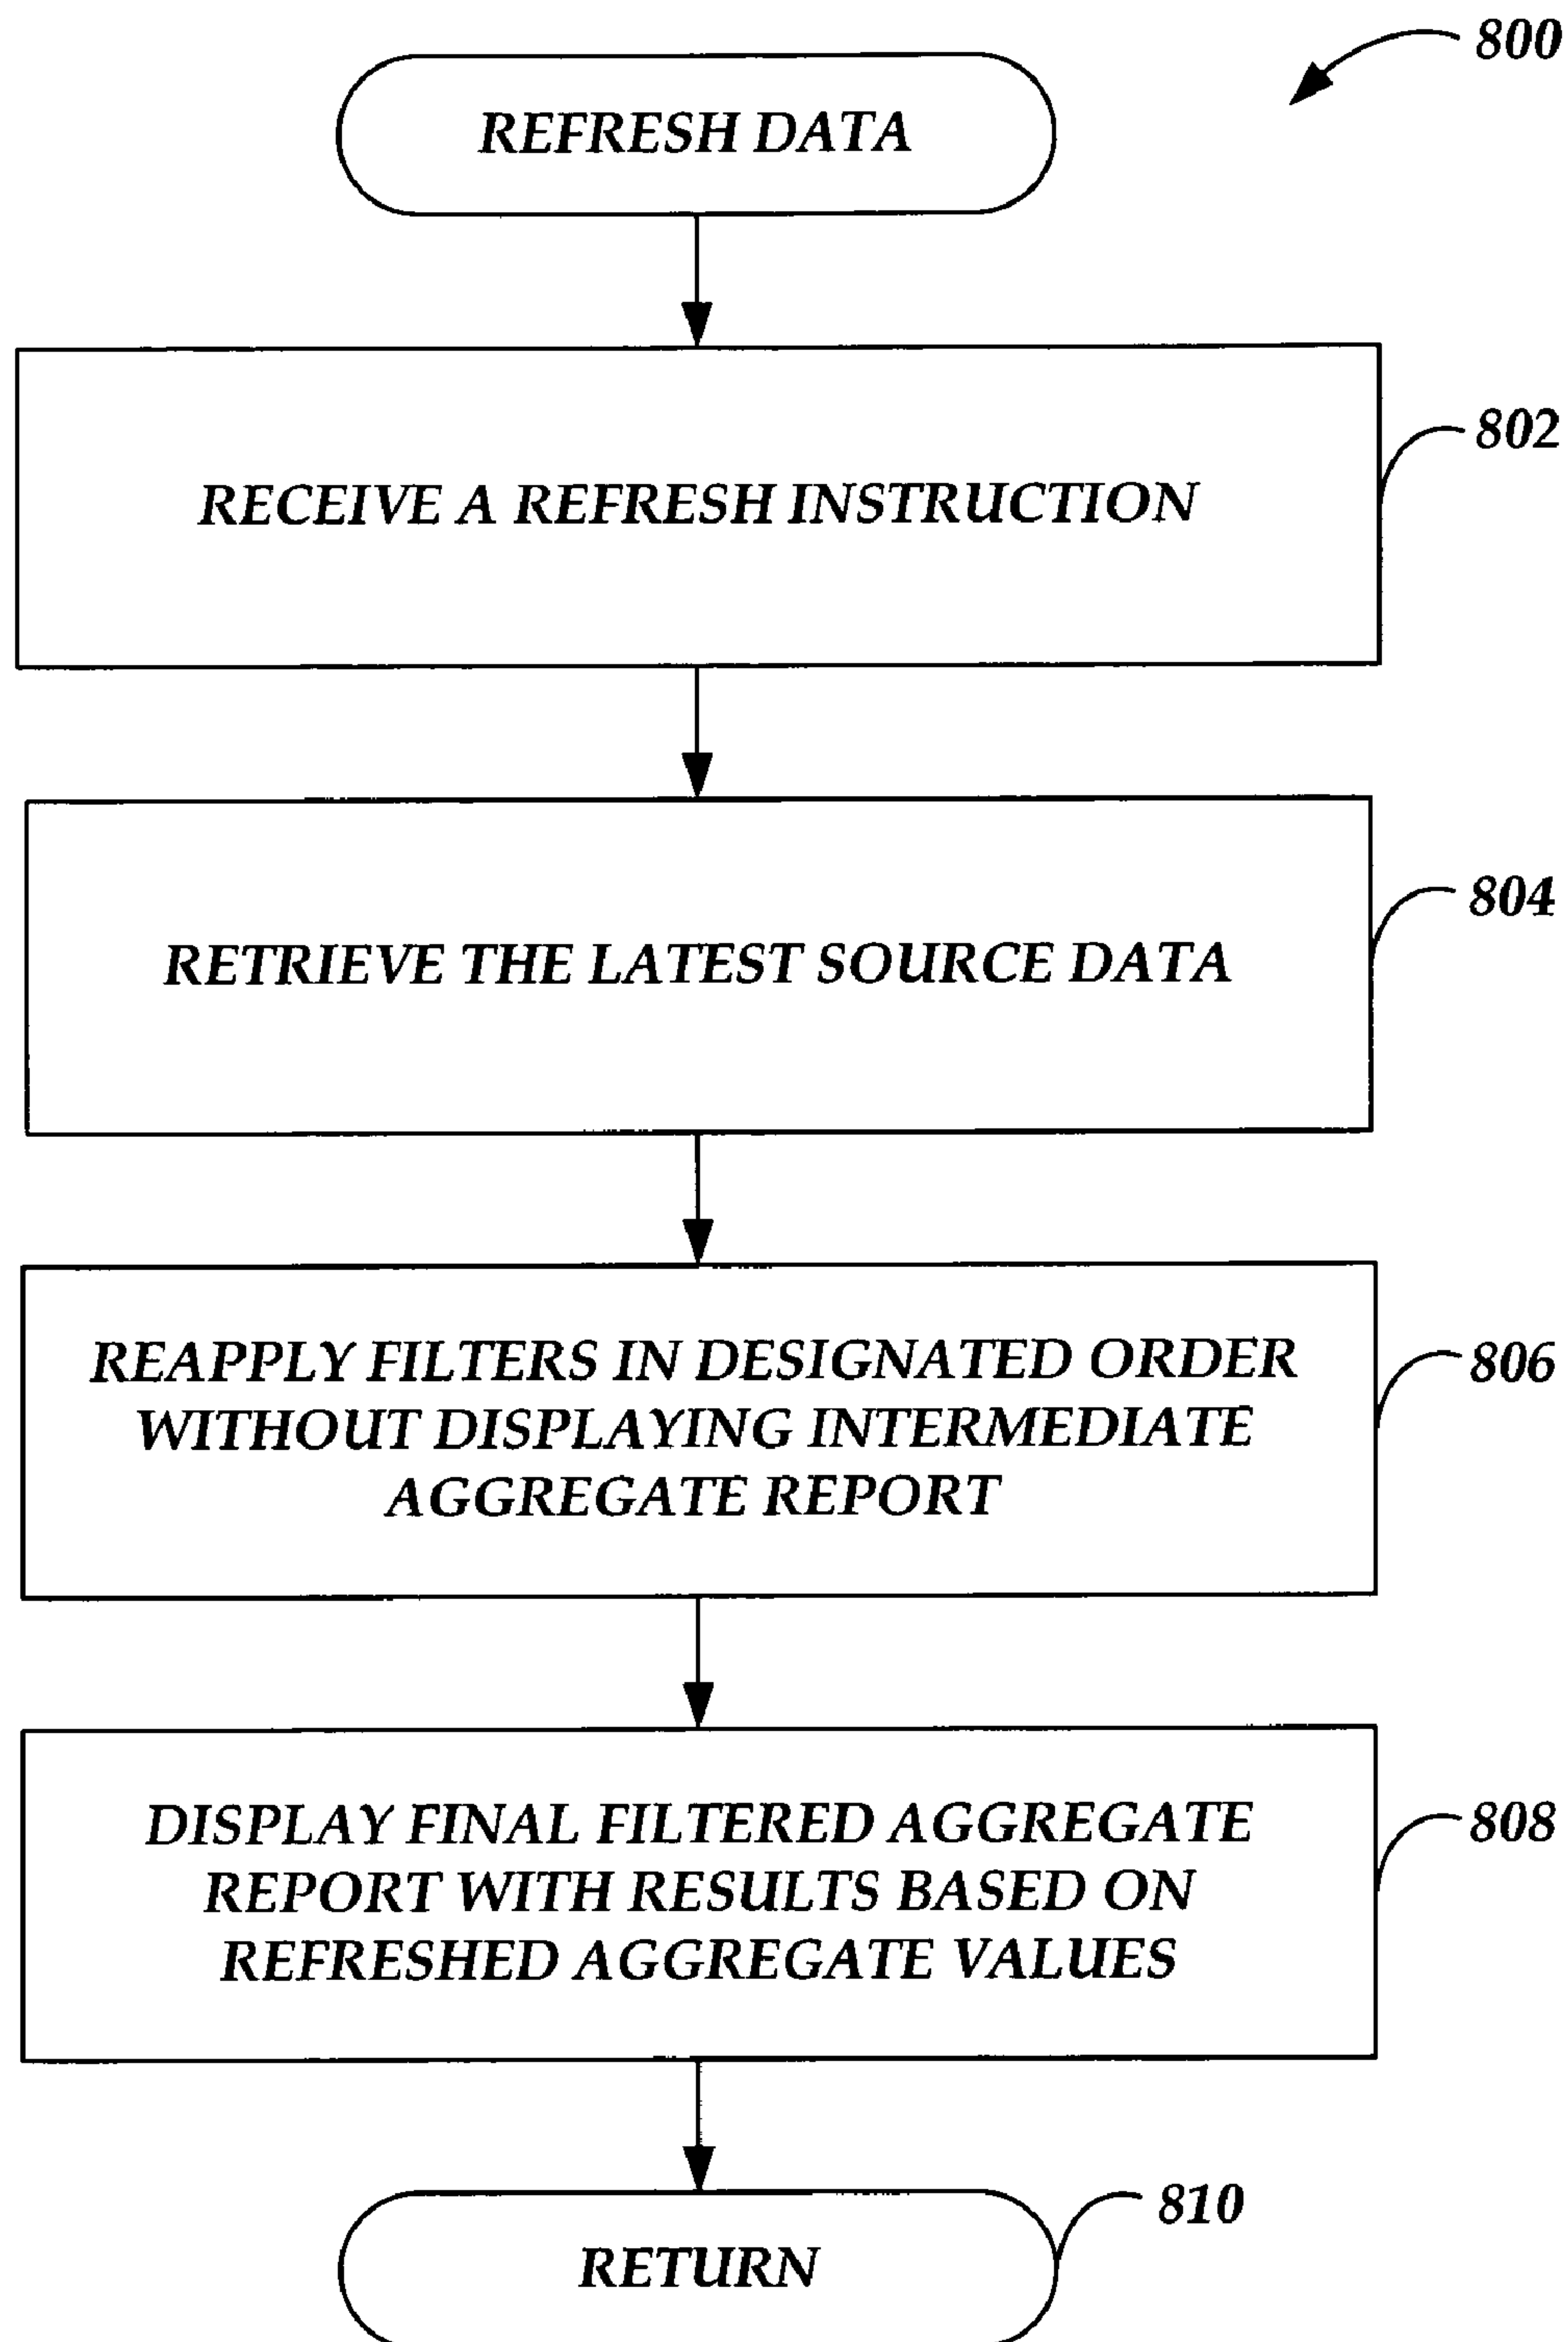 800
REFRESH DATA
802
RECEIVE A REFRESH INSTRUCTION
804
RETRIEVE THE LATEST SOURCE DATA
806
REAPPLY FILTERS IN DESIGNATED ORDER
WITHOUT DISPLAYING INTERMEDIATE
AGGREGATE REPORT
808
DISPLAY FINAL FILTERED AGGREGATE
REPORT WITH RESULTS BASED ON
REFRESHED AGGREGATE VALUES
810
RETURN